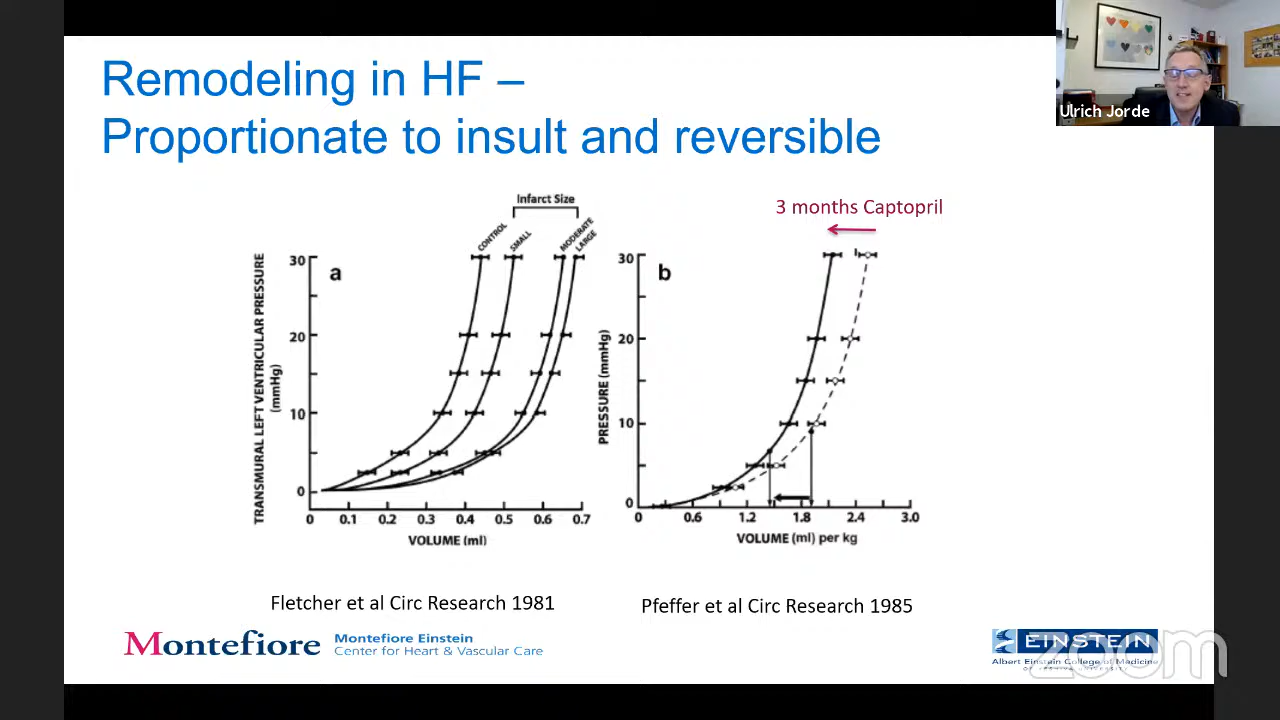 Ulrich Jorde
Remodeling in HF –
Proportionate to insult and reversible
Infarct Size
CONTROL
SMALL
MODERATE
LARGE
a
TRANSMURAL LEFT VENTRICULAR PRESSURE
(mmHg)
30
20
10
0
0 0.1 0.2 0.3 0.4 0.5 0.6 0.7
VOLUME (ml)
3 months Captopril
b
PRESSURE (mmHg)
30
20
10
0
0 0.6 1.2 1.8 2.4 3.0
VOLUME (ml) per kg
Fletcher et al Circ Research 1981
Pfeffer et al Circ Research 1985
Montefiore
Montefiore Einstein
Center for Heart & Vascular Care
EINSTEIN
Albert Einstein College of Medicine
OF YESHIVA UNIVERSITY
zoom